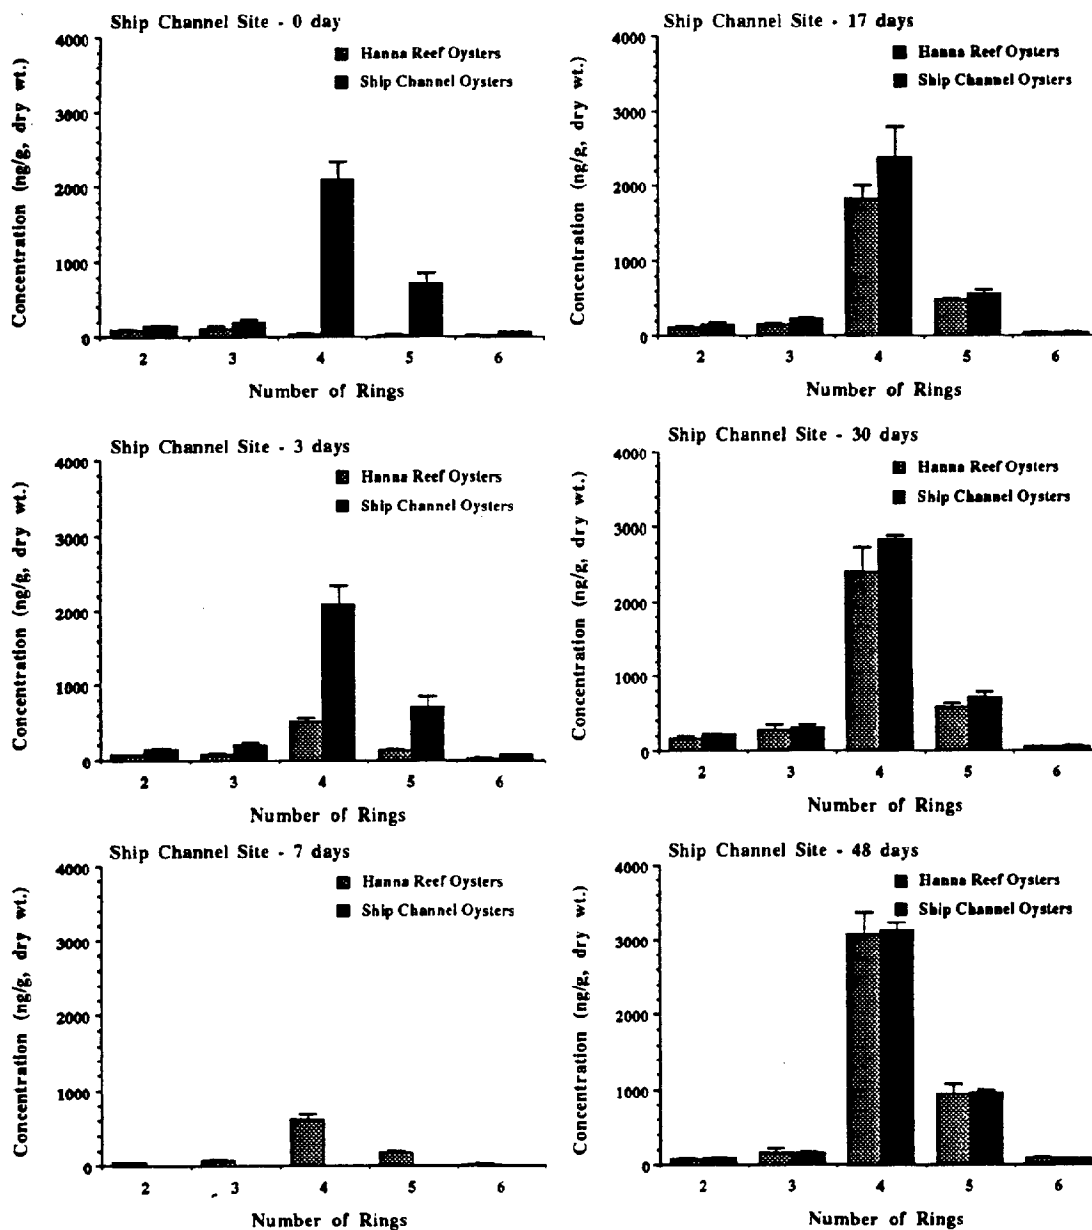 Ship Channel Site - 0 day
Concentration (ng/g, dry wt.)
4000
3000
2000
1000
0
Hanna Reef Oysters
Ship Channel Oysters
2 3 4 5 6
Number of Rings
Ship Channel Site - 3 days
Concentration (ng/g, dry wt.)
4000
3000
2000
1000
0
Hanna Reef Oysters
Ship Channel Oysters
2 3 4 5 6
Number of Rings
Ship Channel Site - 7 days
Concentration (ng/g, dry wt.)
4000
3000
2000
1000
0
Hanna Reef Oysters
Ship Channel Oysters
2 3 4 5 6
Number of Rings
Ship Channel Site - 17 days
Concentration (ng/g, dry wt.)
4000
3000
2000
1000
0
Hanna Reef Oysters
Ship Channel Oysters
2 3 4 5 6
Number of Rings
Ship Channel Site - 30 days
Concentration (ng/g, dry wt.)
4000
3000
2000
1000
0
Hanna Reef Oysters
Ship Channel Oysters
2 3 4 5 6
Number of Rings
Ship Channel Site - 48 days
Concentration (ng/g, dry wt.)
4000
3000
2000
1000
0
Hanna Reef Oysters
Ship Channel Oysters
2 3 4 5 6
Number of Rings